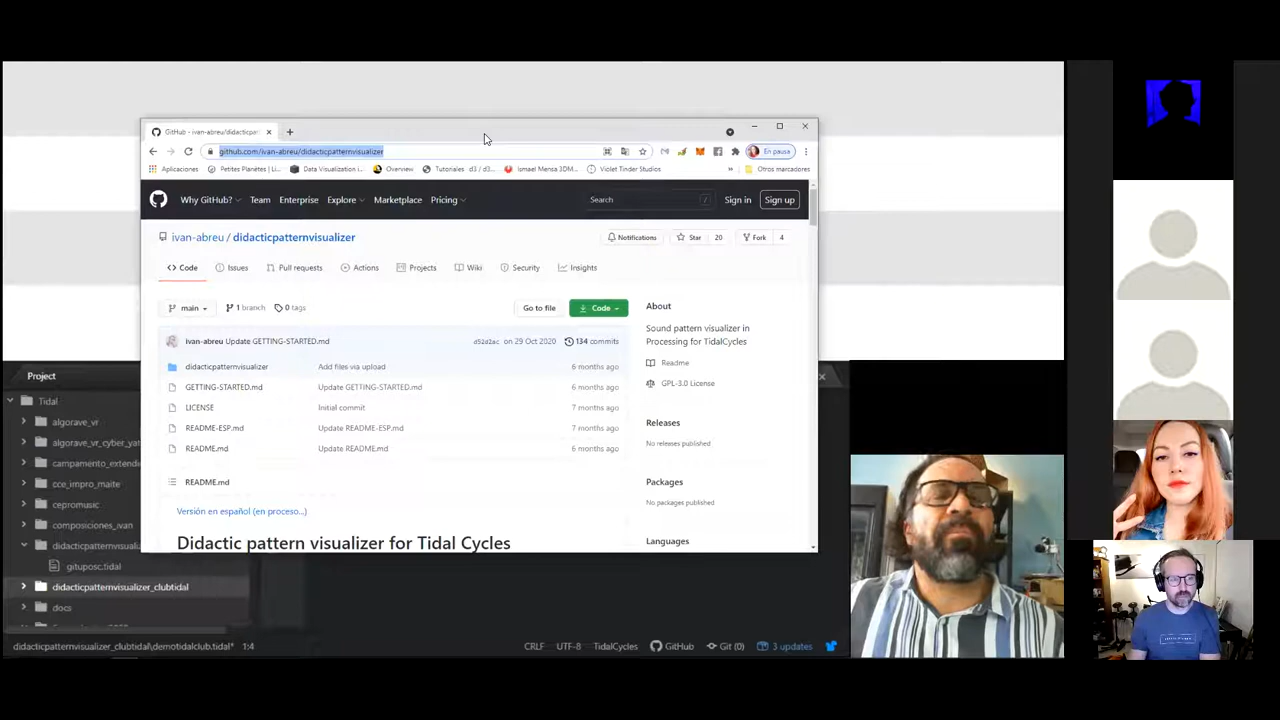 GitHub - ivan-abreu/didacticpat
github.com/ivan-abreu/didacticpatternvisualizer
En pausa
Aplicaciones
Petites Planètes | Li...
Data Visualization i...
Overview
Tutoriales d3 / d3...
Ismael Mensa 3DM...
Violet Tinder Studios
»
Otros marcadores
Why GitHub?
Team
Enterprise
Explore
Marketplace
Pricing
Search
/
Sign in
Sign up
ivan-abreu / didacticpatternvisualizer
Notifications
Star 20
Fork 4
<> Code
Issues
Pull requests
Actions
Projects
Wiki
Security
Insights
main
1 branch
0 tags
Go to file
Code
About
Sound pattern visualizer in
Processing for TidalCycles
Readme
GPL-3.0 License
ivan-abreu Update GETTING-STARTED.md
d52d2ac on 29 Oct 2020
134 commits
didacticpatternvisualizer Add files via upload 6 months ago
GETTING-STARTED.md Update GETTING-STARTED.md 6 months ago
LICENSE Initial commit 7 months ago
README-ESP.md Update README-ESP.md 7 months ago
README.md Update README.md 6 months ago
Releases
No releases published
Packages
No packages published
Languages
README.md
Versión en español (en proceso...)
Didactic pattern visualizer for Tidal Cycles
Project
Tidal
algorave_vr
algorave_vr_cyber_yat
campamento_extendi
cce_impro_maite
cepromusic
composiciones_ivan
didacticpatternvisualiz
gituposc.tidal
didacticpatternvisualizer_clubtidal
docs
didacticpatternvisualizer_clubtidal\demotidalclub.tidal* 1:4
CRLF
UTF-8
TidalCycles
GitHub
Git (0)
3 updates